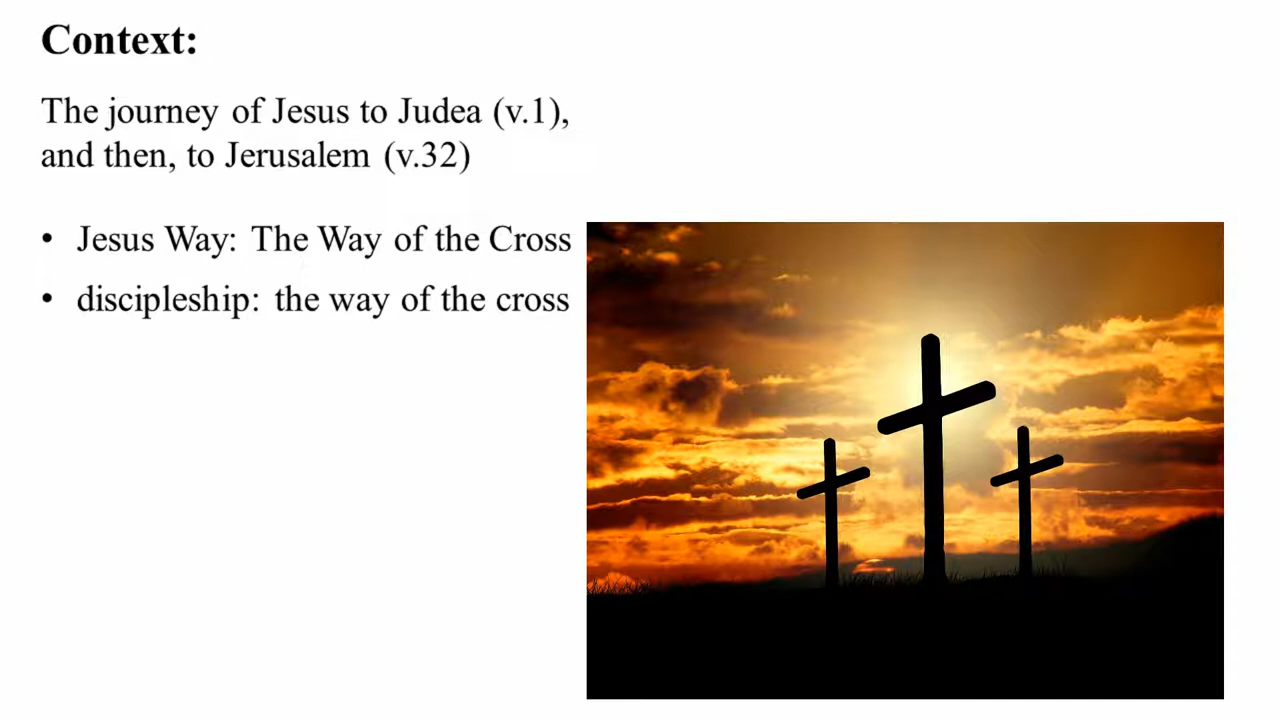 Context:
The journey of Jesus to Judea (v.1),
and then, to Jerusalem (v.32)
• Jesus Way: The Way of the Cross
• discipleship: the way of the cross